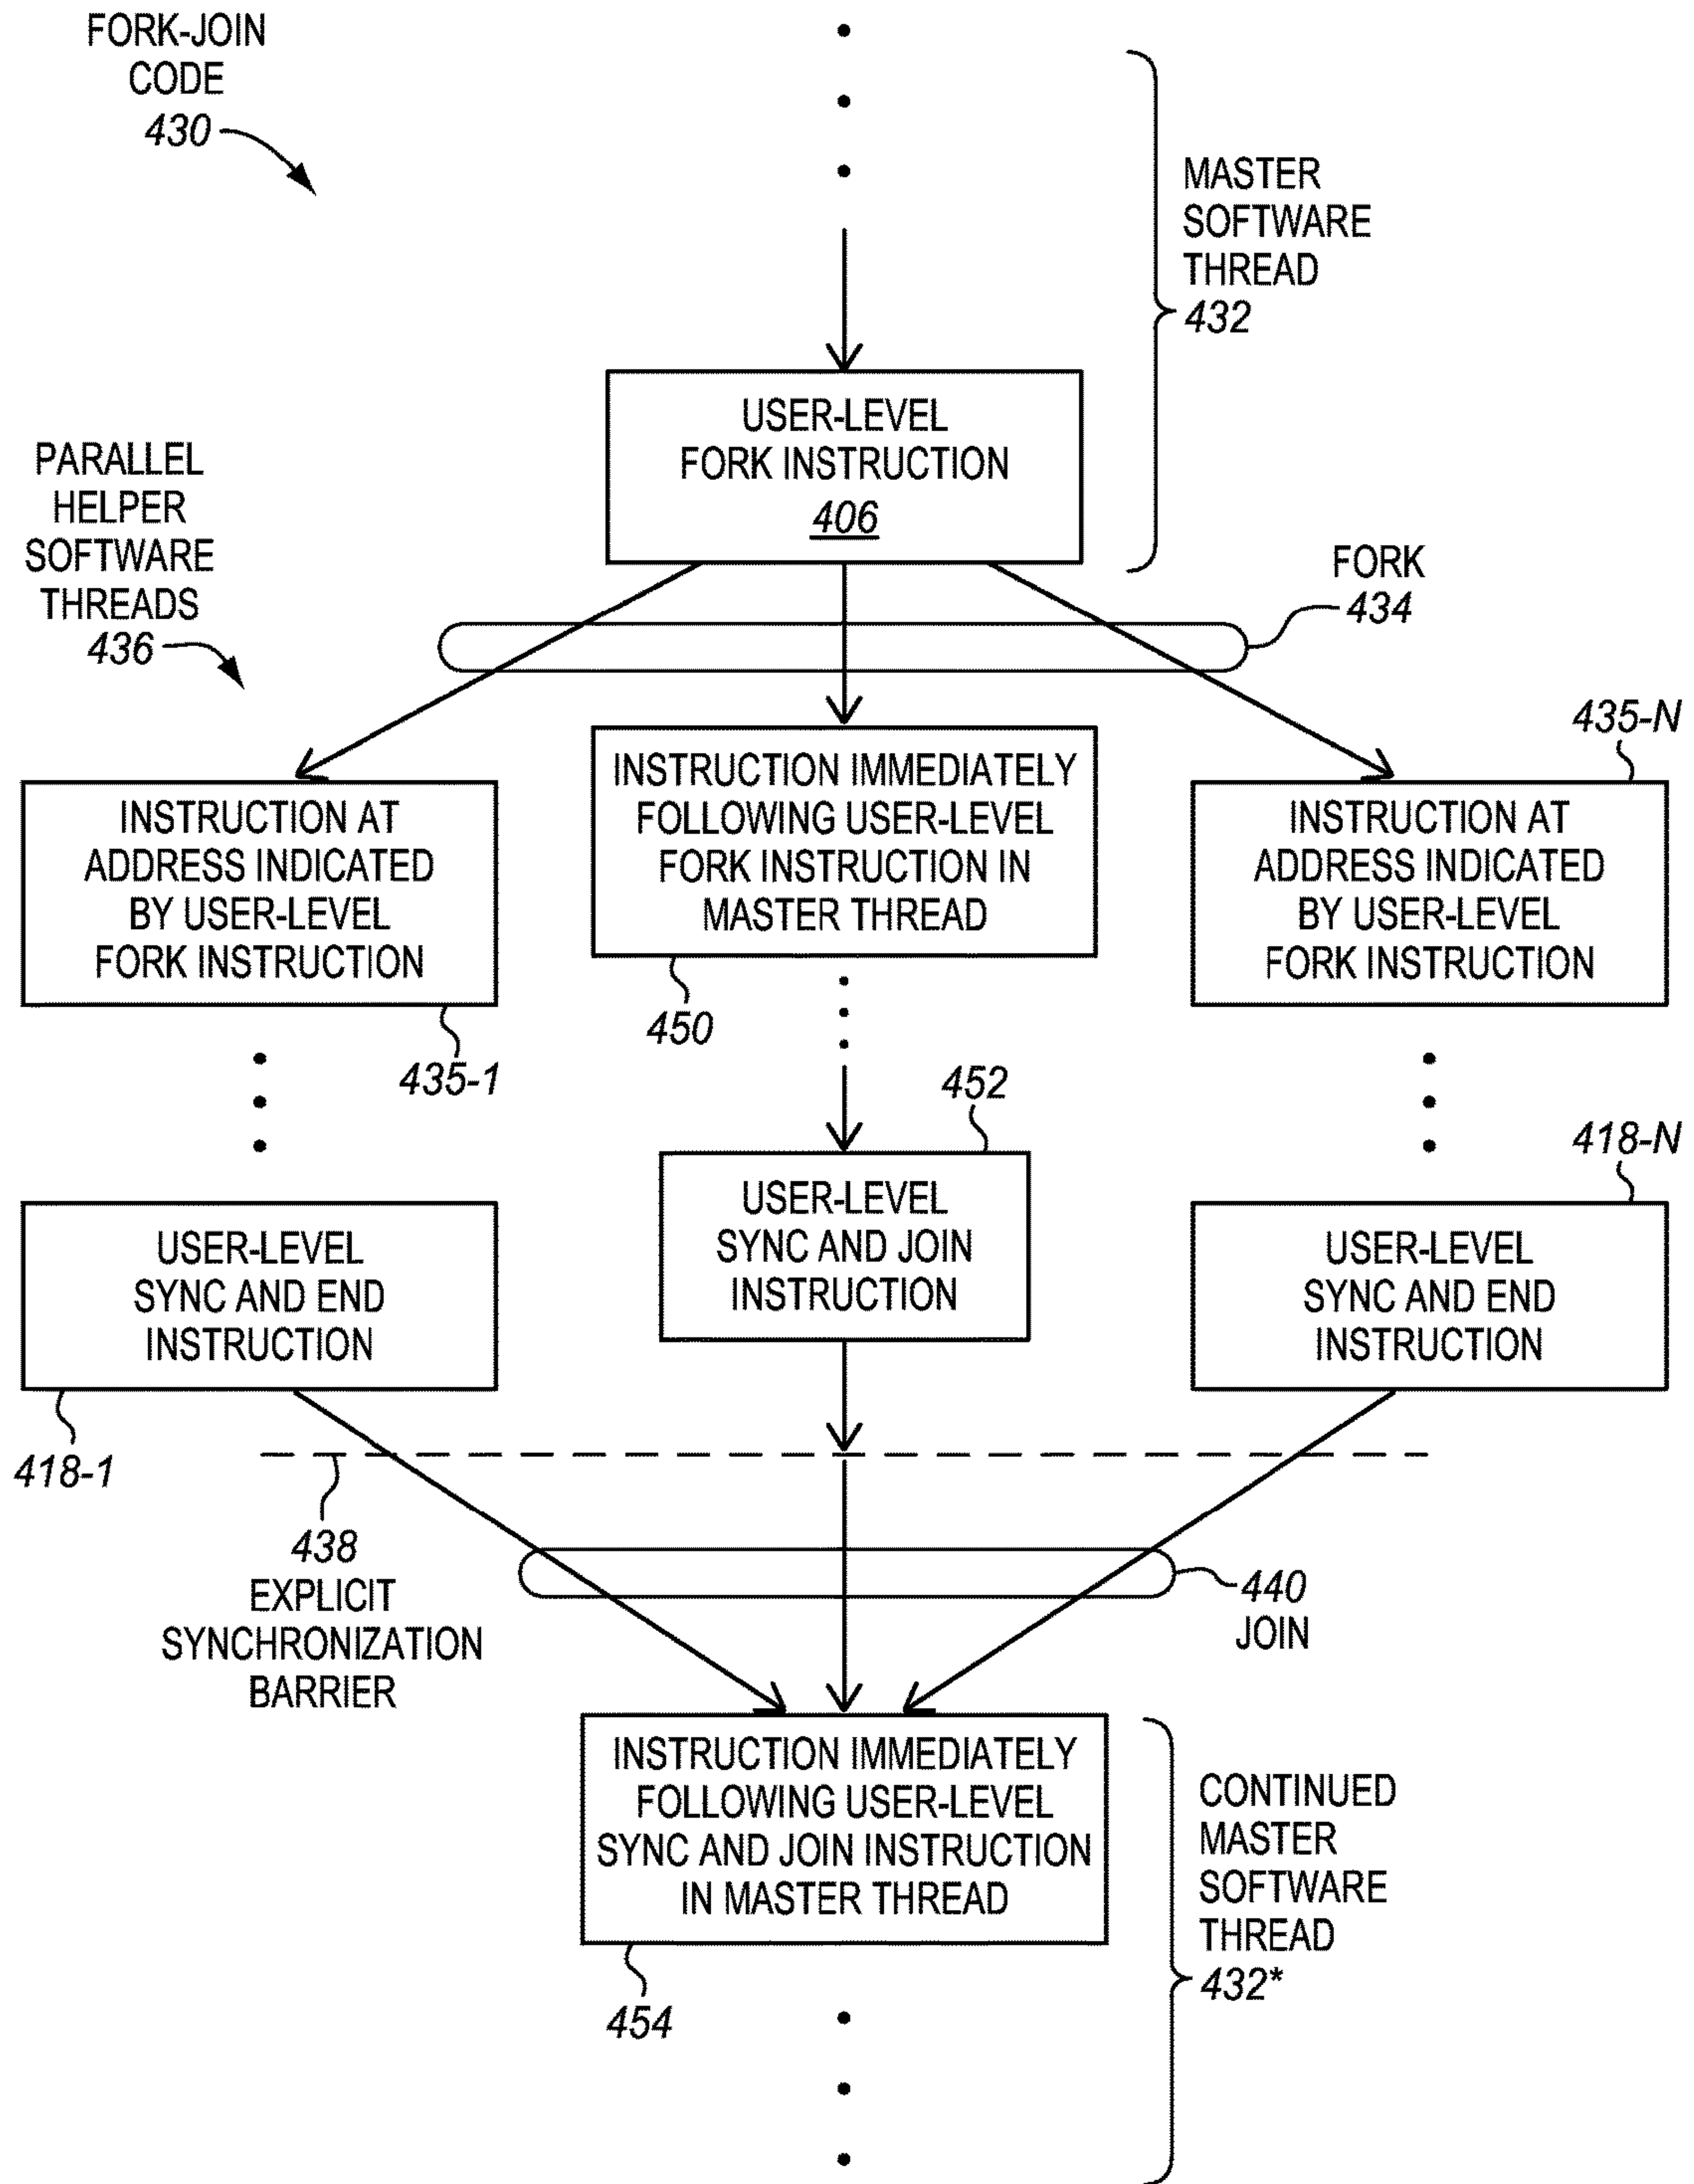 FORK-JOIN
CODE
430
MASTER
SOFTWARE
THREAD
432
USER-LEVEL
FORK INSTRUCTION
406
PARALLEL
HELPER
SOFTWARE
THREADS
436
FORK
434
435-N
INSTRUCTION AT
ADDRESS INDICATED
BY USER-LEVEL
FORK INSTRUCTION
435-1
INSTRUCTION IMMEDIATELY
FOLLOWING USER-LEVEL
FORK INSTRUCTION IN
MASTER THREAD
450
INSTRUCTION AT
ADDRESS INDICATED
BY USER-LEVEL
FORK INSTRUCTION
452
418-N
USER-LEVEL
SYNC AND END
INSTRUCTION
418-1
USER-LEVEL
SYNC AND JOIN
INSTRUCTION
USER-LEVEL
SYNC AND END
INSTRUCTION
438
EXPLICIT
SYNCHRONIZATION
BARRIER
440
JOIN
INSTRUCTION IMMEDIATELY
FOLLOWING USER-LEVEL
SYNC AND JOIN INSTRUCTION
IN MASTER THREAD
454
CONTINUED
MASTER
SOFTWARE
THREAD
432*